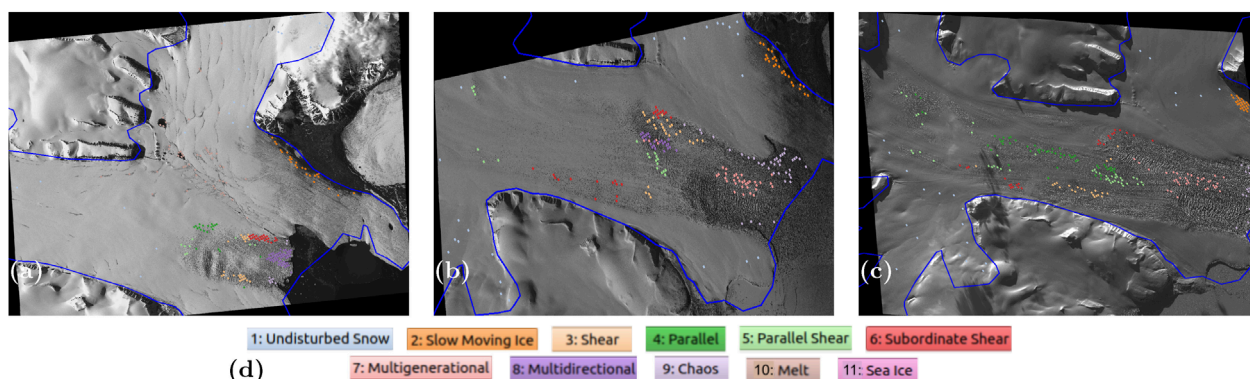 (a) (b) (c)
1: Undisturbed Snow 2: Slow Moving Ice 3: Shear 4: Parallel 5: Parallel Shear 6: Subordinate Shear
(d) 7: Multigenerational 8: Multidirectional 9: Chaos 10: Melt 11: Sea Ice